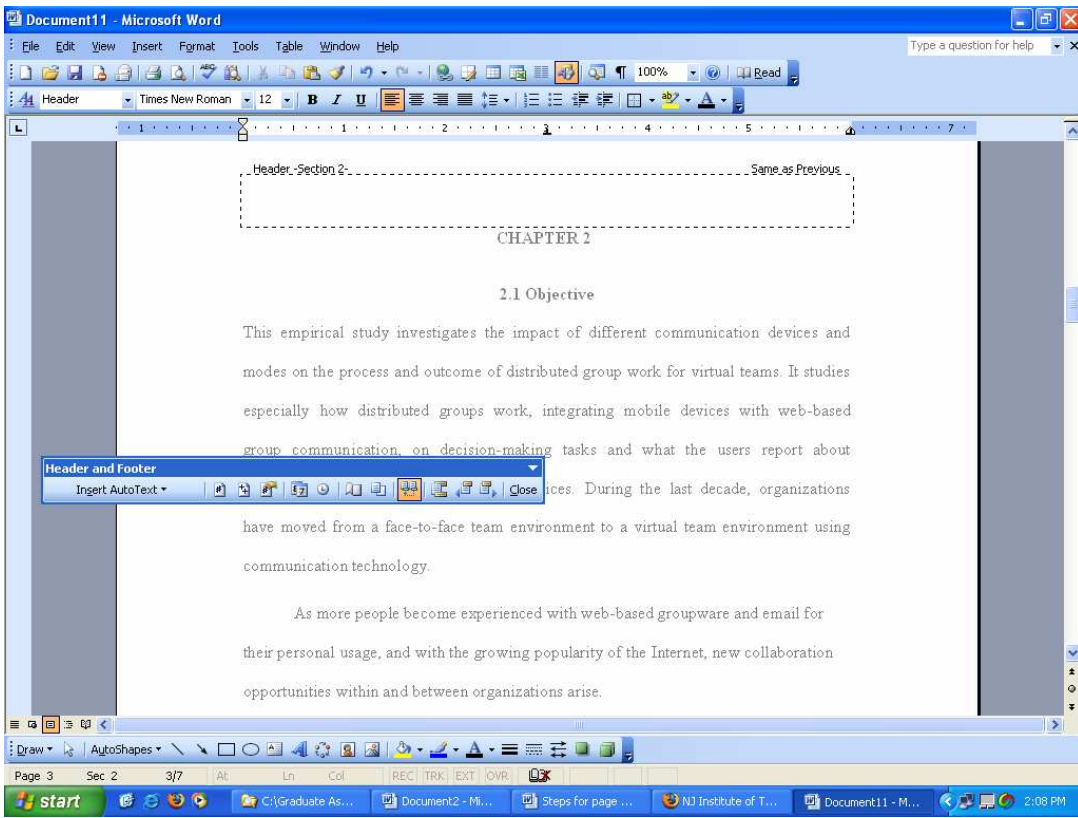 Document11 - Microsoft Word
File Edit View Insert Format Tools Table Window Help Type a question for help
100% Read
Header Times New Roman 12 B I U
1 1 2 3 4 5 7
Header -Section 2- Same as Previous
CHAPTER 2
2.1 Objective
This empirical study investigates the impact of different communication devices and
modes on the process and outcome of distributed group work for virtual teams. It studies
especially how distributed groups work, integrating mobile devices with web-based
group communication, on decision-making tasks and what the users report about
Header and Footer
Insert AutoText Close
ices. During the last decade, organizations
have moved from a face-to-face team environment to a virtual team environment using
communication technology.
As more people become experienced with web-based groupware and email for
their personal usage, and with the growing popularity of the Internet, new collaboration
opportunities within and between organizations arise.
Draw AutoShapes
Page 3 Sec 2 3/7 At Ln Col REC TRK EXT OVR
start C:\Graduate As... Document2 - Mi... Steps for page ... NJ Institute of T... Document11 - M... 2:08 PM